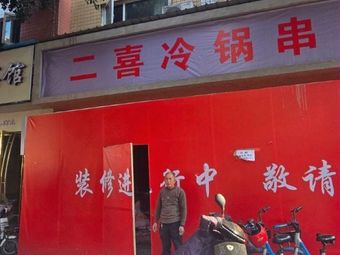 二喜冷锅串
馆
装修进 中 敬请